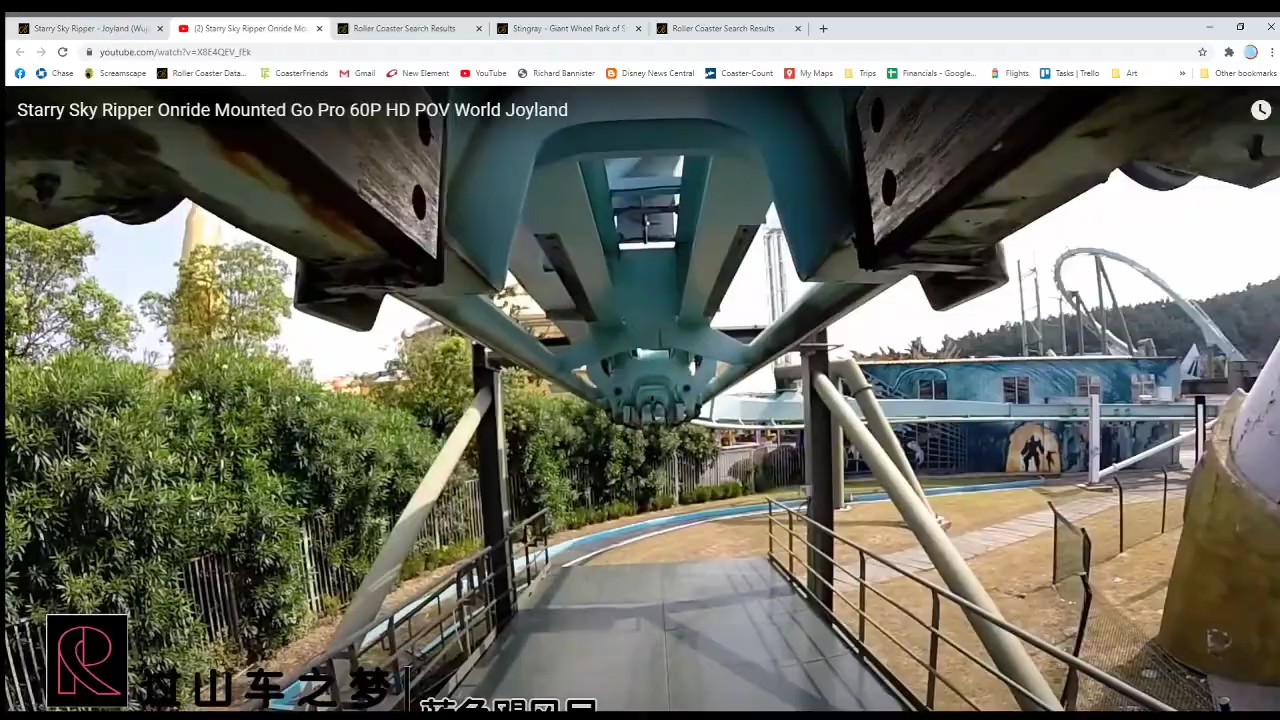 Starry Sky Ripper - Joyland (Wuj
(2) Starry Sky Ripper Onride Mo
Roller Coaster Search Results
Stingray - Giant Wheel Park of S
Roller Coaster Search Results
youtube.com/watch?v=X8E4QEV_fEk
Chase
Screamscape
Roller Coaster Data...
CoasterFriends
Gmail
New Element
YouTube
Richard Bannister
Disney News Central
Coaster-Count
My Maps
Trips
Financials - Google...
Flights
Tasks | Trello
Art
»
Other bookmarks
Starry Sky Ripper Onride Mounted Go Pro 60P HD POV World Joyland
过山车之梦